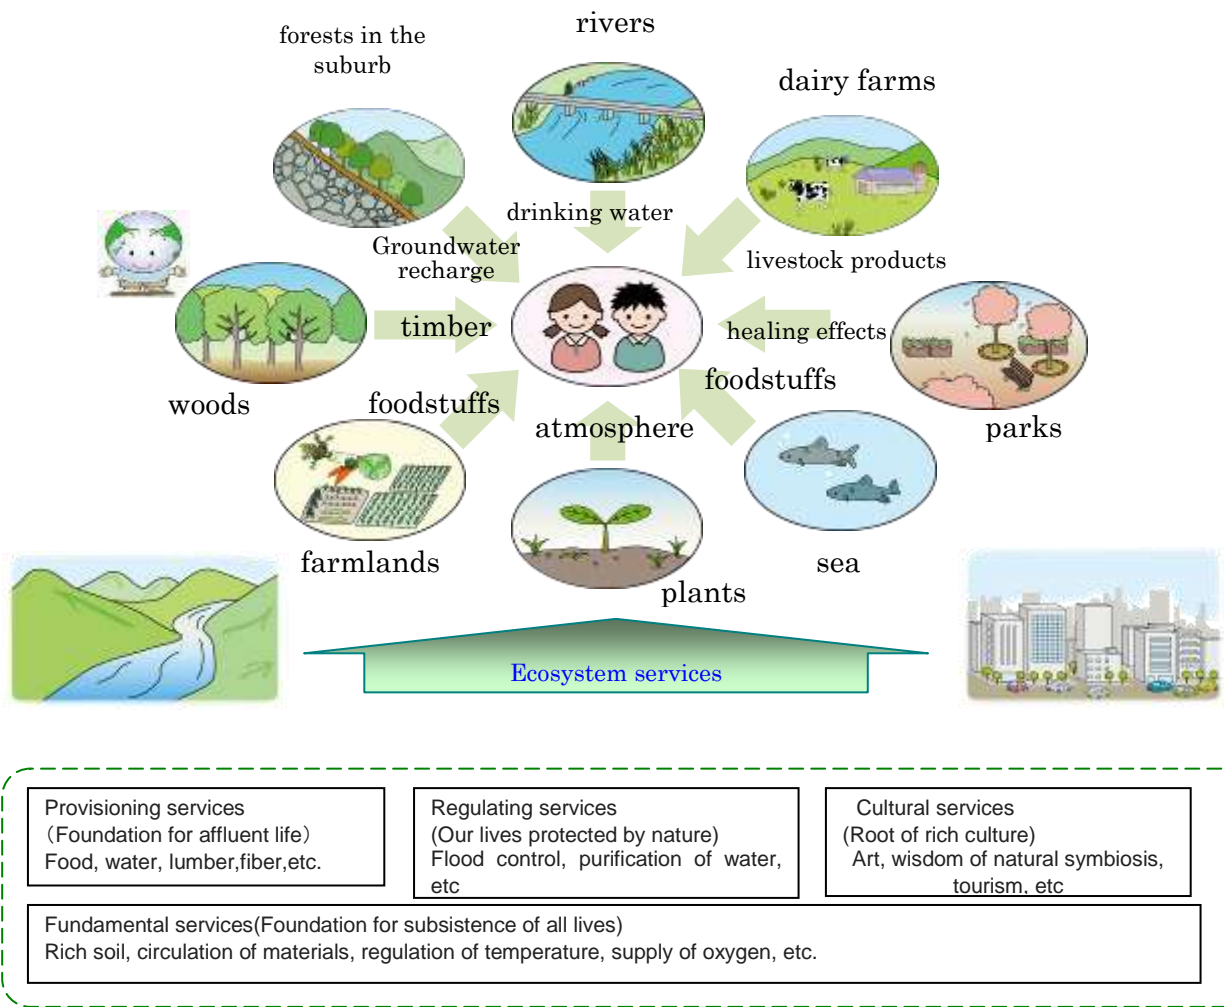 rivers
forests in the
suburb
dairy farms
drinking water
Groundwater
recharge
livestock products
timber
healing effects
foodstuffs
woods
foodstuffs
atmosphere
parks
farmlands
sea
plants
Ecosystem services
Provisioning services
（Foundation for affluent life）
Food, water, lumber,fiber,etc.
Regulating services
(Our lives protected by nature)
Flood control, purification of water,
etc
Cultural services
(Root of rich culture)
Art, wisdom of natural symbiosis,
tourism, etc
Fundamental services(Foundation for subsistence of all lives)
Rich soil, circulation of materials, regulation of temperature, supply of oxygen, etc.